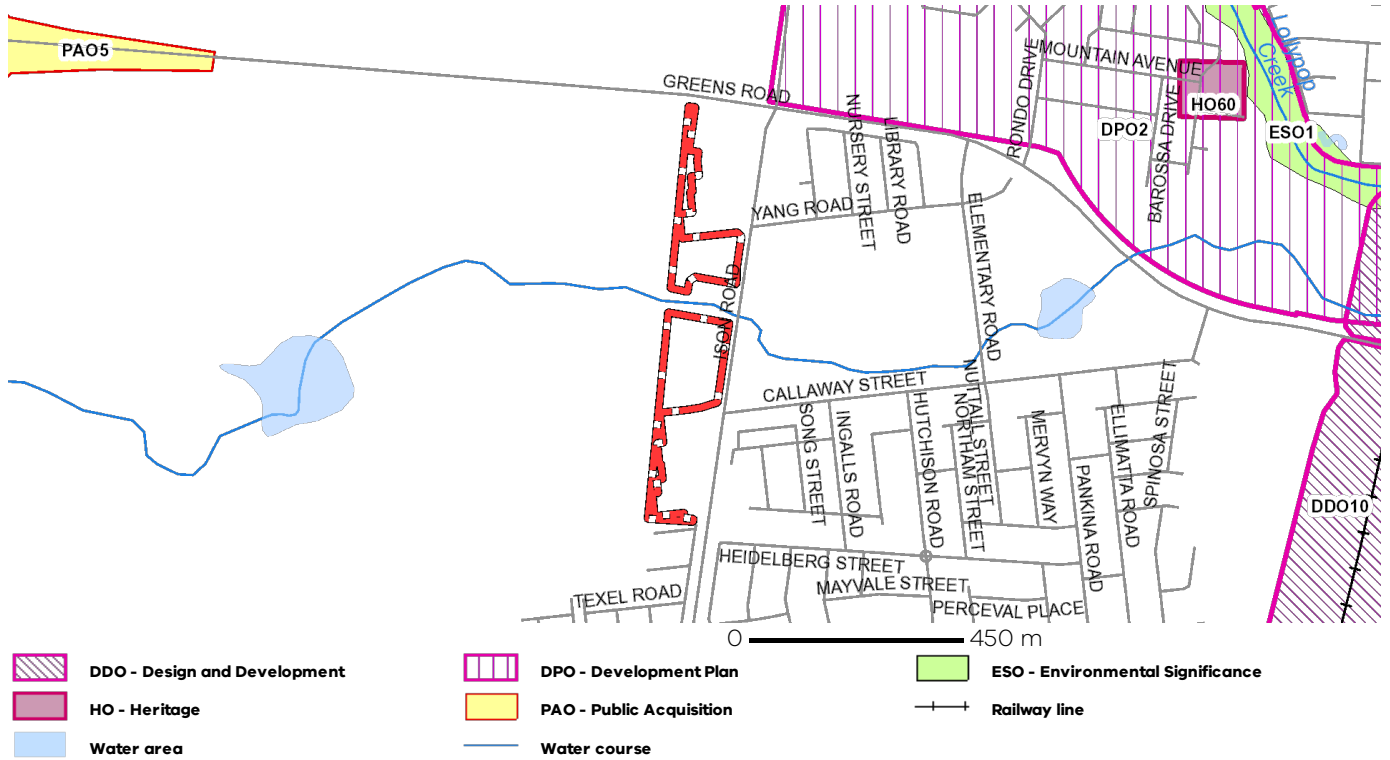 PAO5
GREENS ROAD
MOUNTAIN AVENUE
RONDO DRIVE
Lollypop
Creek
HO60
DPO2
ESO1
BAROSSA DRIVE
NURSERY STREET
LIBRARY ROAD
YANG ROAD
ELEMENTARY ROAD
ISON ROAD
CALLAWAY STREET
SONG STREET
INGALLS ROAD
HUTCHISON ROAD
NUTTALL STREET
NORTHAM STREET
MERVYN WAY
PANKINA ROAD
ELLIMATTA ROAD
SPINOSA STREET
DDO10
HEIDELBERG STREET
MAYVALE STREET
TEXEL ROAD
PERCEVAL PLACE
0 450 m
DDO - Design and Development
DPO - Development Plan
ESO - Environmental Significance
HO - Heritage
PAO - Public Acquisition
Railway line
Water area
Water course